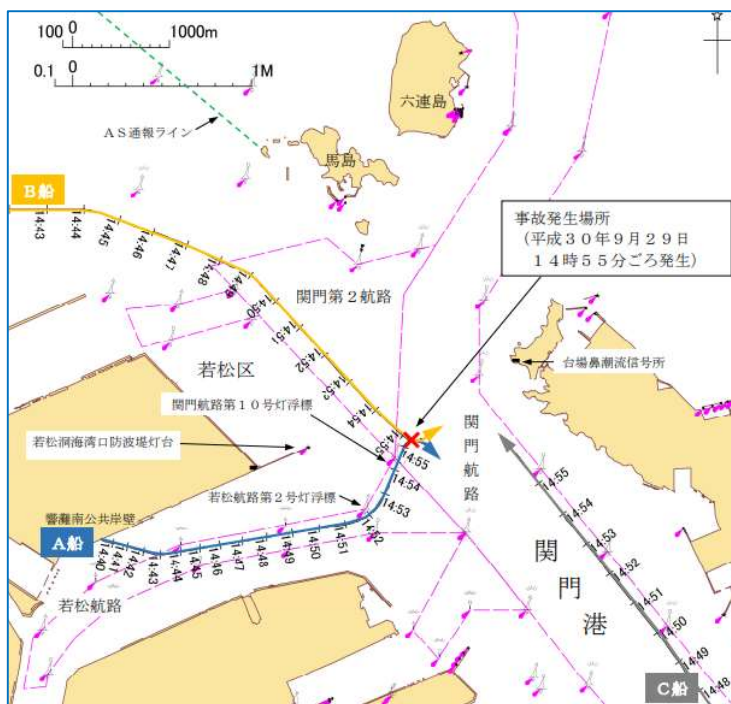 100 0 1000m
0.1 0 1M
六連島
AS通報ライン
馬島
B船
14:43
14:44
14:45
14:46
14:47
14:48
14:49
14:50
14:51
14:52
14:53
14:54
14:55
事故発生場所
(平成30年9月29日
14時55分ごろ発生)
関門第2航路
若松区
台場鼻潮流信号所
関門航路第10号灯浮標
関門航路
若松洞海湾口防波堤灯台
若松航路第2号灯浮標
響灘南公共岸壁
A船
14:40
14:41
14:42
14:43
14:44
14:45
14:46
14:47
14:48
14:49
14:50
14:51
14:52
14:53
14:54
14:55
若松航路
関門港
14:55
14:54
14:53
14:52
14:51
14:50
14:49
14:48
C船